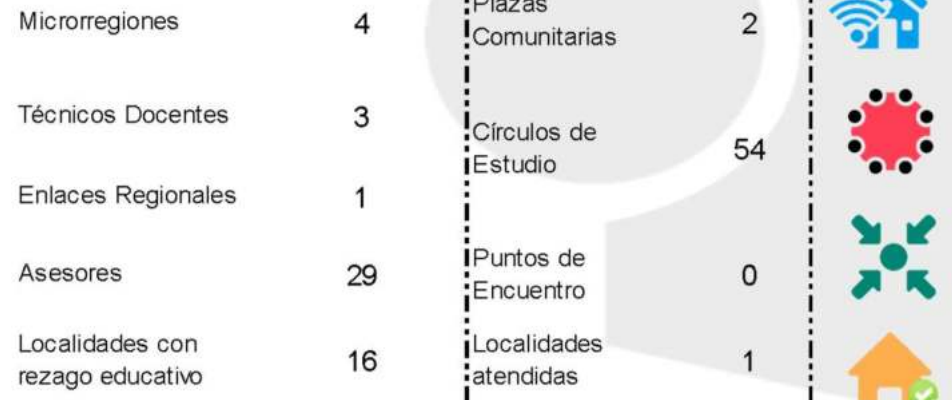 Microrregiones 4
Técnicos Docentes 3
Enlaces Regionales 1
Asesores 29
Localidades con
rezago educativo 16
Plazas
Comunitarias 2
Círculos de
Estudio 54
Puntos de
Encuentro 0
Localidades
atendidas 1